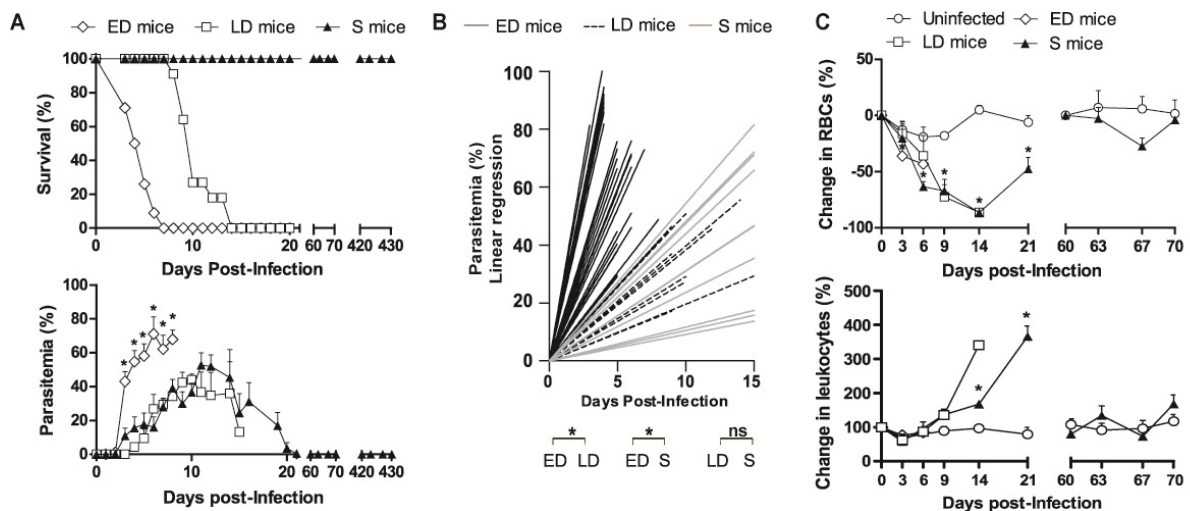 A
ED mice LD mice S mice
Survival (%)
100
80
60
40
20
0
0 10 20 60 70 420 430
Days Post-Infection
Parasitemia (%)
100
80
60
40
20
0
* * * * * *
0 10 20 60 70 420 430
Days post-Infection
B
ED mice LD mice S mice
Parasitemia (%)
Linear regression
100
80
60
40
20
0
0 5 10 15
Days Post-Infection
* * ns
ED LD ED S LD S
C
Uninfected ED mice
LD mice S mice
Change in RBCs (%)
50
0
-50
-100
* * * * *
0 3 6 9 14 21 60 63 67 70
Days post-Infection
Change in leukocytes (%)
500
400
300
200
100
0
* *
0 3 6 9 14 21 60 63 67 70
Days post-Infection